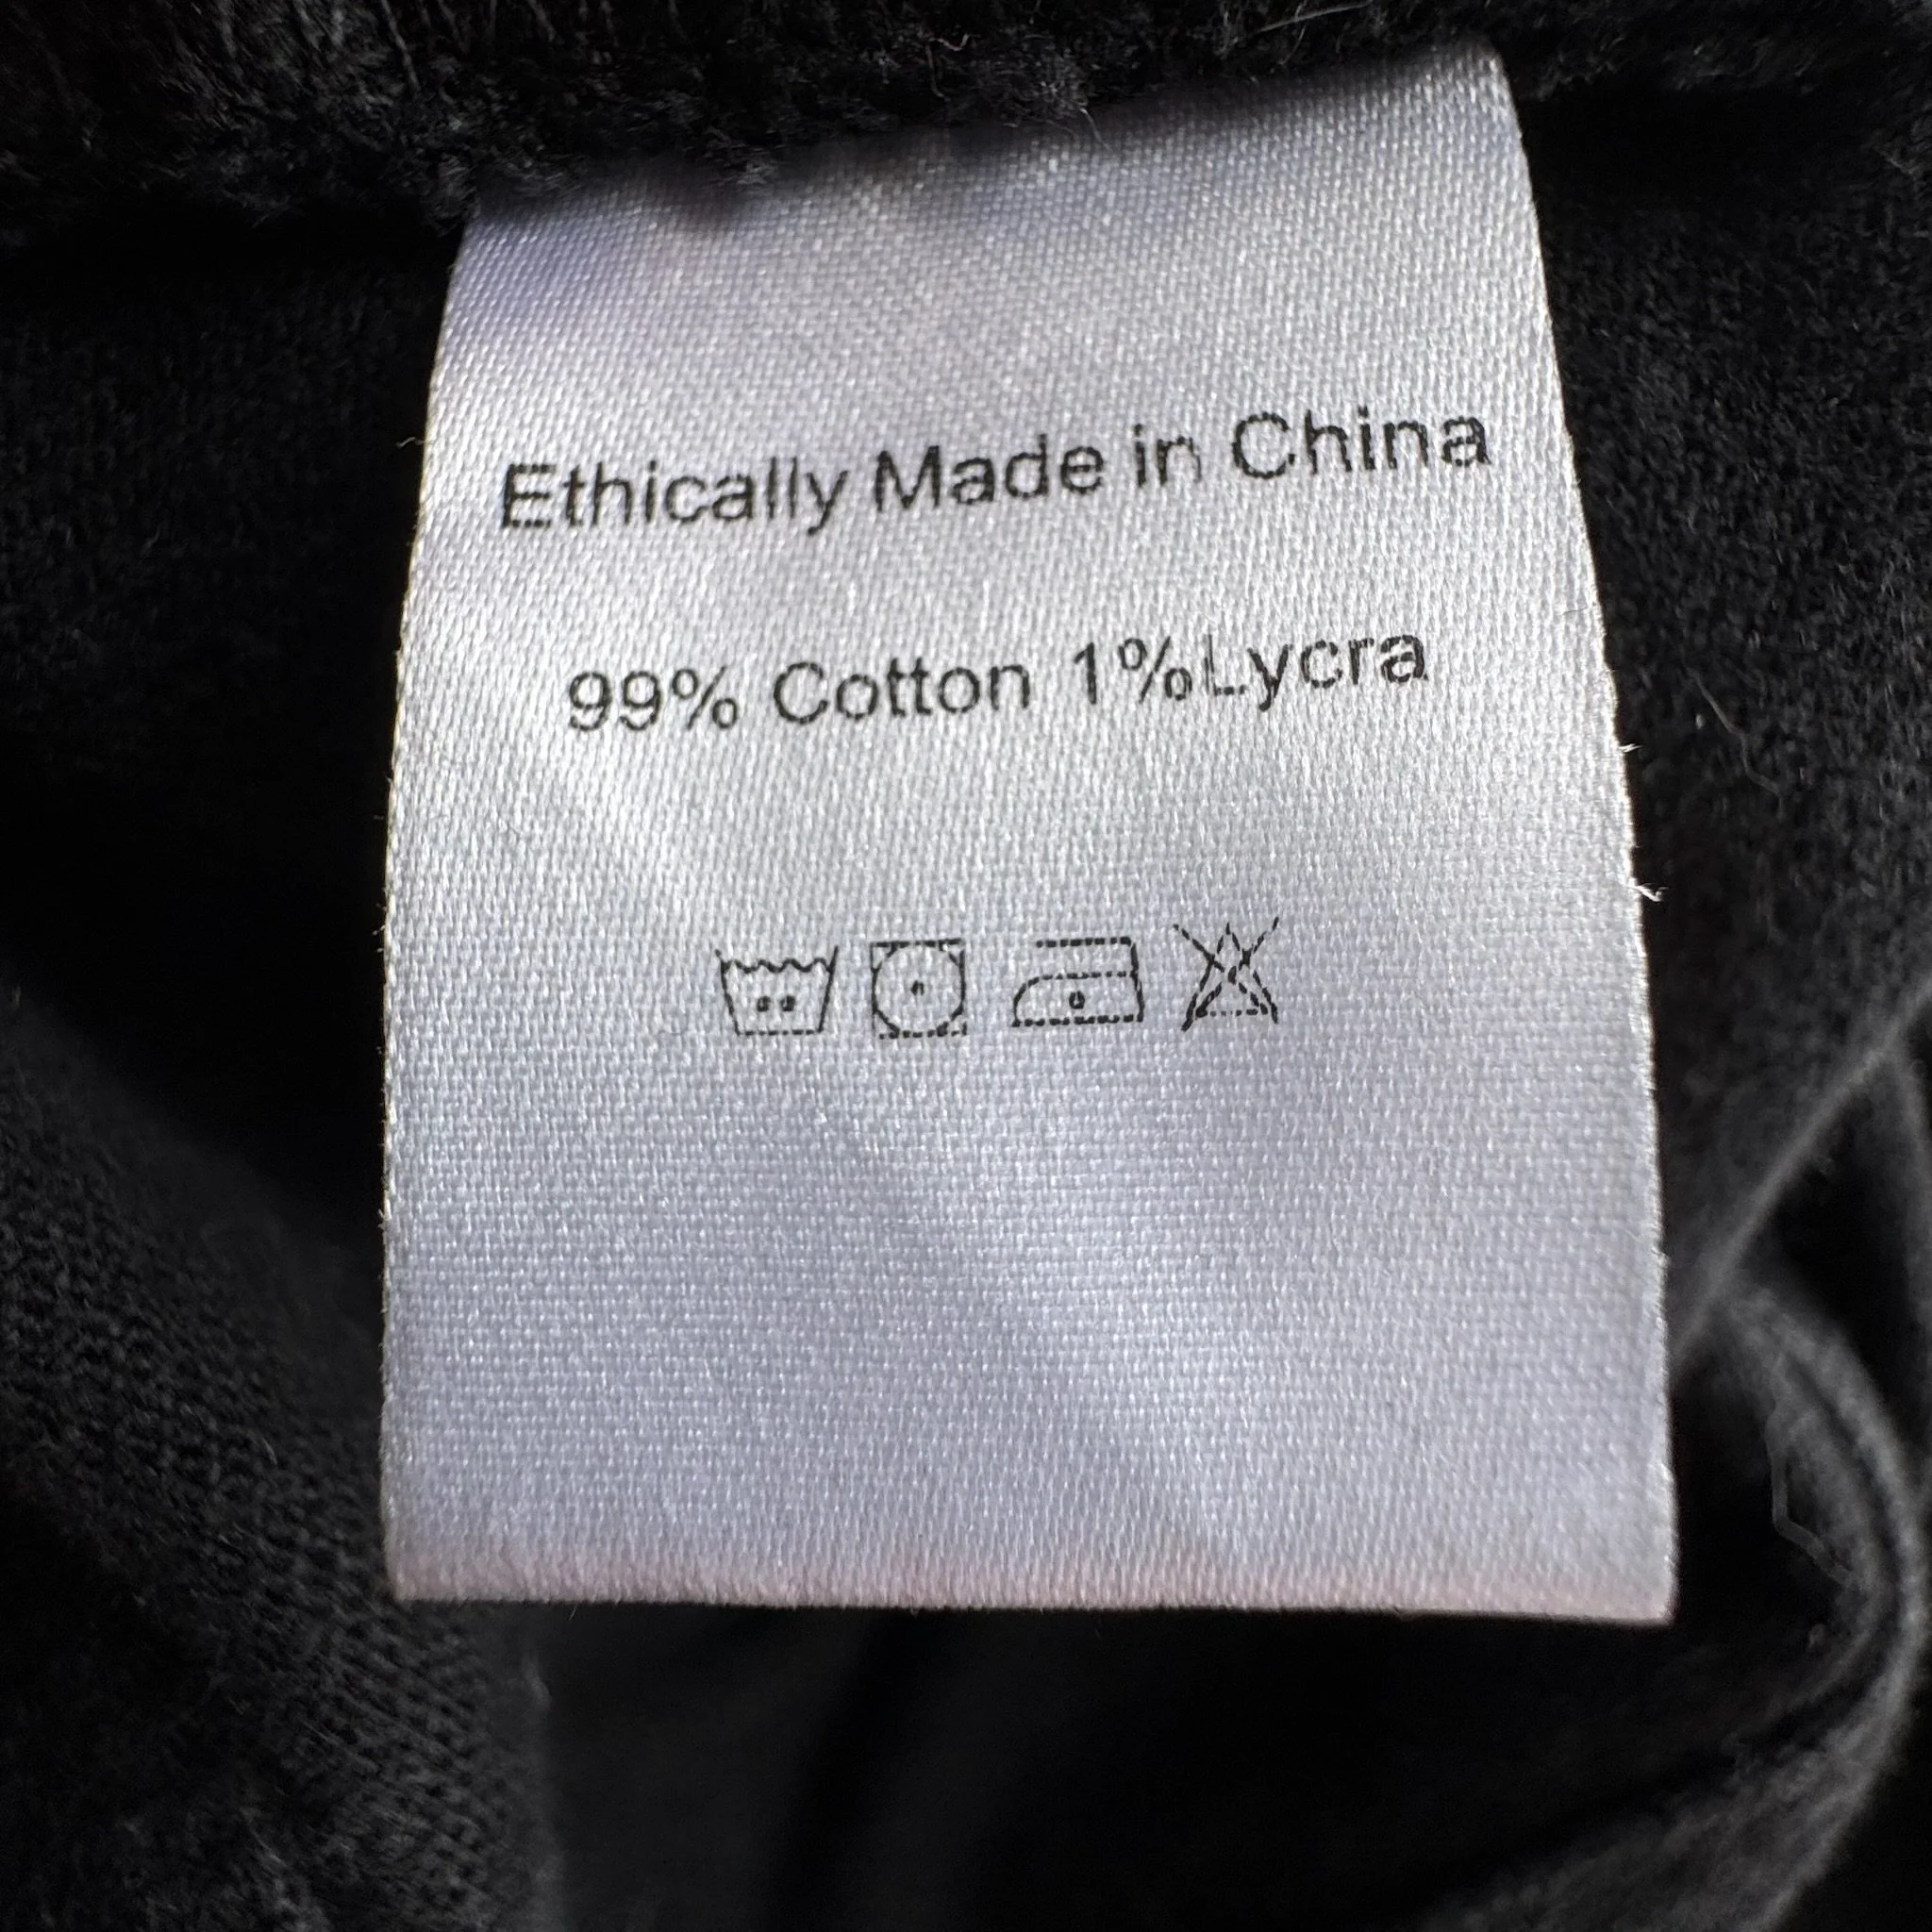 Ethically Made in China
99% Cotton 1%Lycra